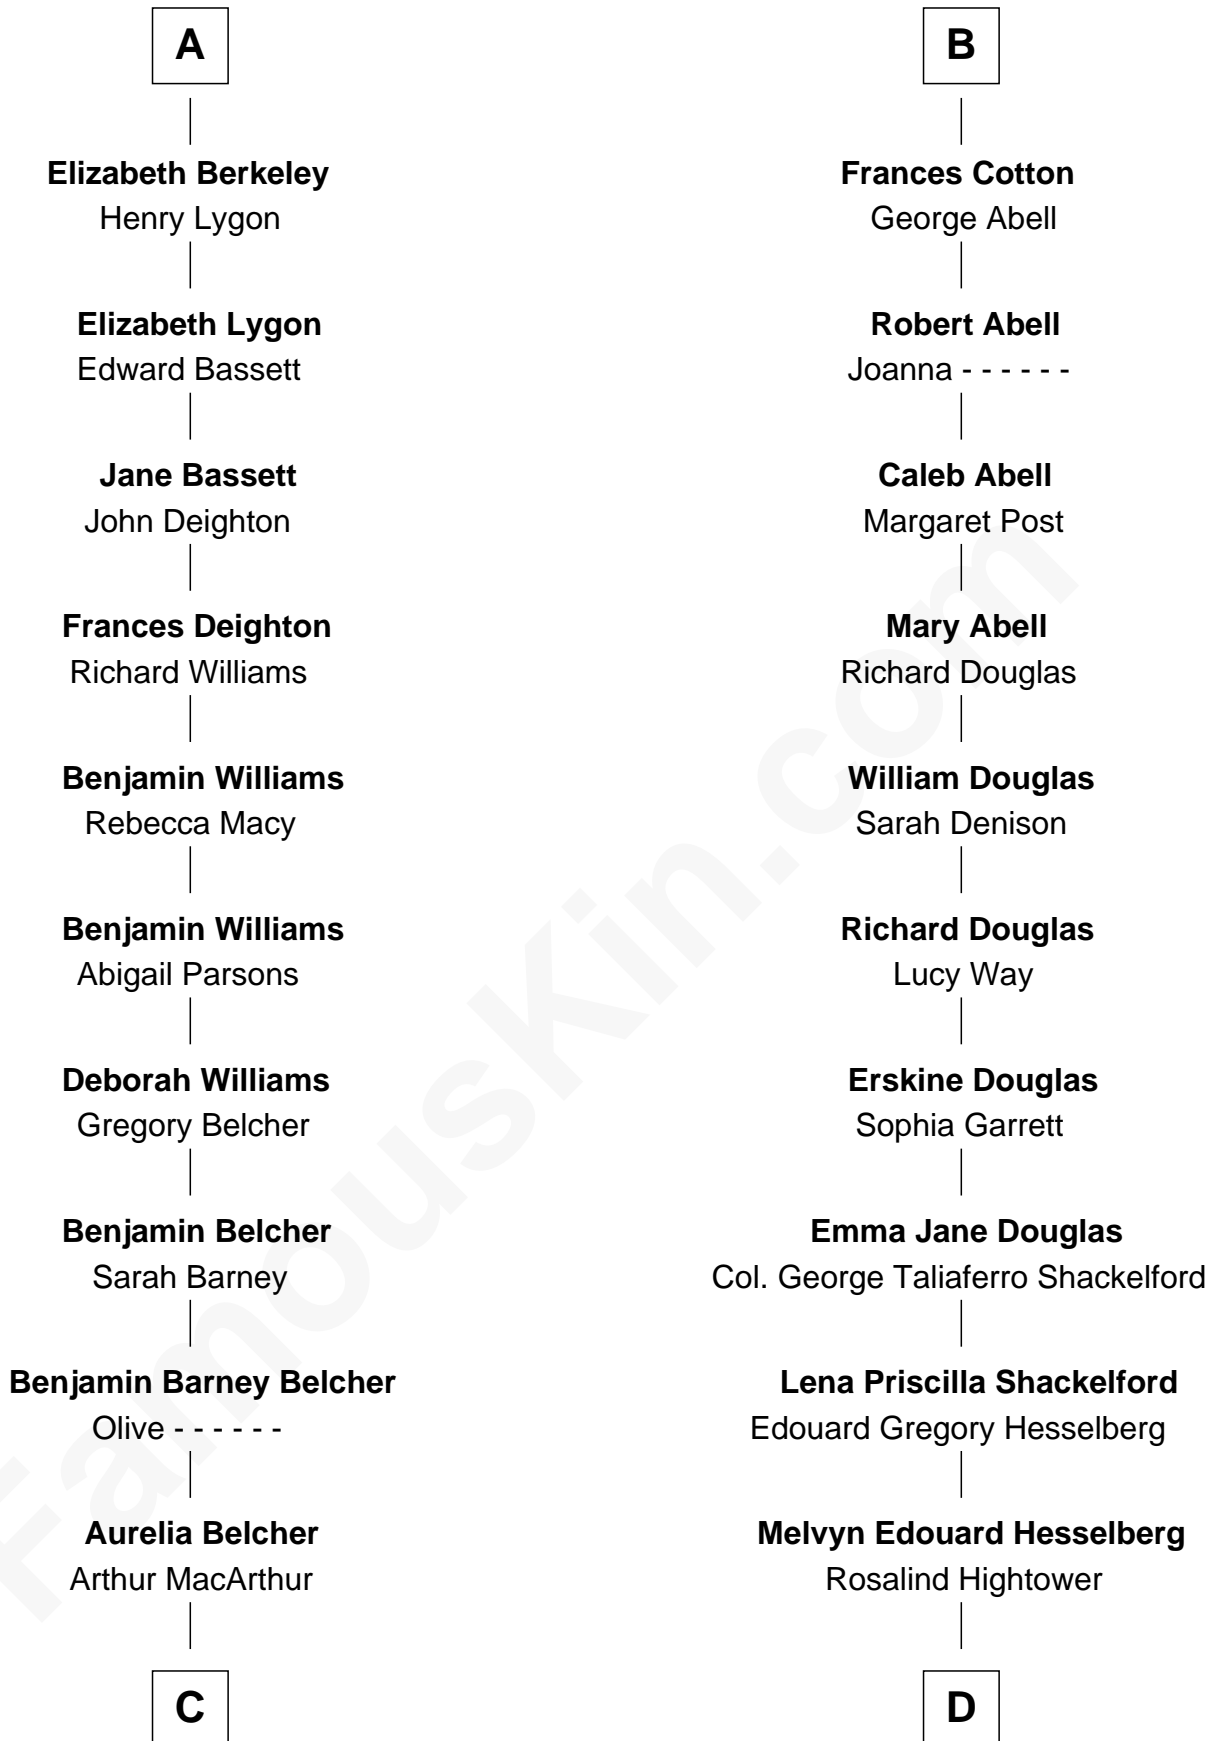 A
Elizabeth Berkeley
Henry Lygon
Elizabeth Lygon
Edward Bassett
Jane Bassett
John Deighton
Frances Deighton
Richard Williams
Benjamin Williams
Rebecca Macy
Benjamin Williams
Abigail Parsons
Deborah Williams
Gregory Belcher
Benjamin Belcher
Sarah Barney
Benjamin Barney Belcher
Olive - - - - - -
Aurelia Belcher
Arthur MacArthur
C
B
Frances Cotton
George Abell
Robert Abell
Joanna - - - - - -
Caleb Abell
Margaret Post
Mary Abell
Richard Douglas
William Douglas
Sarah Denison
Richard Douglas
Lucy Way
Erskine Douglas
Sophia Garrett
Emma Jane Douglas
Col. George Taliaferro Shackelford
Lena Priscilla Shackelford
Edouard Gregory Hesselberg
Melvyn Edouard Hesselberg
Rosalind Hightower
D
FamousKin.com